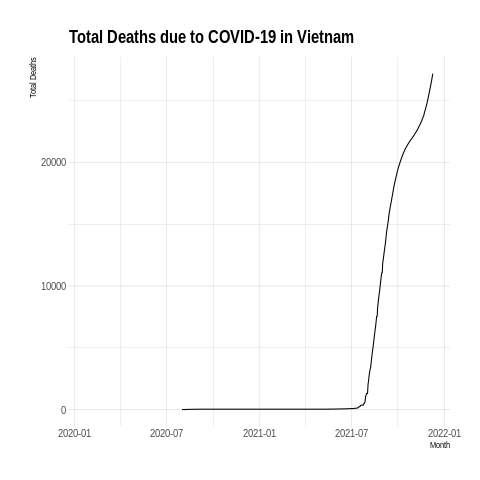 Total Deaths due to COVID-19 in Vietnam
Total Deaths
20000
10000
0
2020-01 2020-07 2021-01 2021-07 2022-01
Month